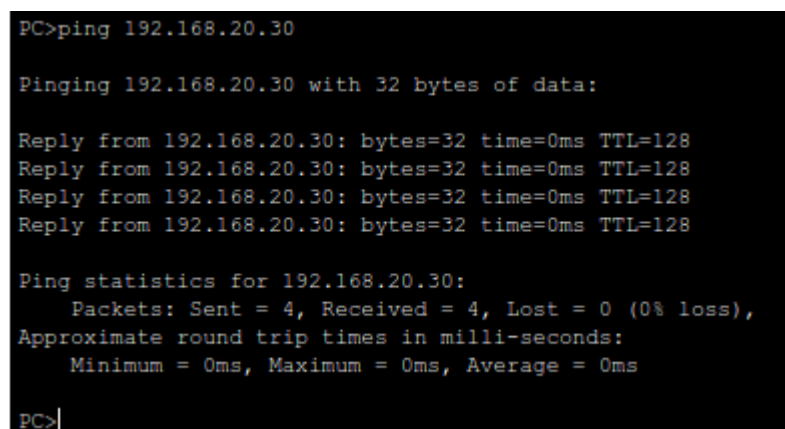 PC>ping 192.168.20.30
Pinging 192.168.20.30 with 32 bytes of data:
Reply from 192.168.20.30: bytes=32 time=0ms TTL=128
Reply from 192.168.20.30: bytes=32 time=0ms TTL=128
Reply from 192.168.20.30: bytes=32 time=0ms TTL=128
Reply from 192.168.20.30: bytes=32 time=0ms TTL=128
Ping statistics for 192.168.20.30:
Packets: Sent = 4, Received = 4, Lost = 0 (0% loss),
Approximate round trip times in milli-seconds:
Minimum = 0ms, Maximum = 0ms, Average = 0ms
PC>